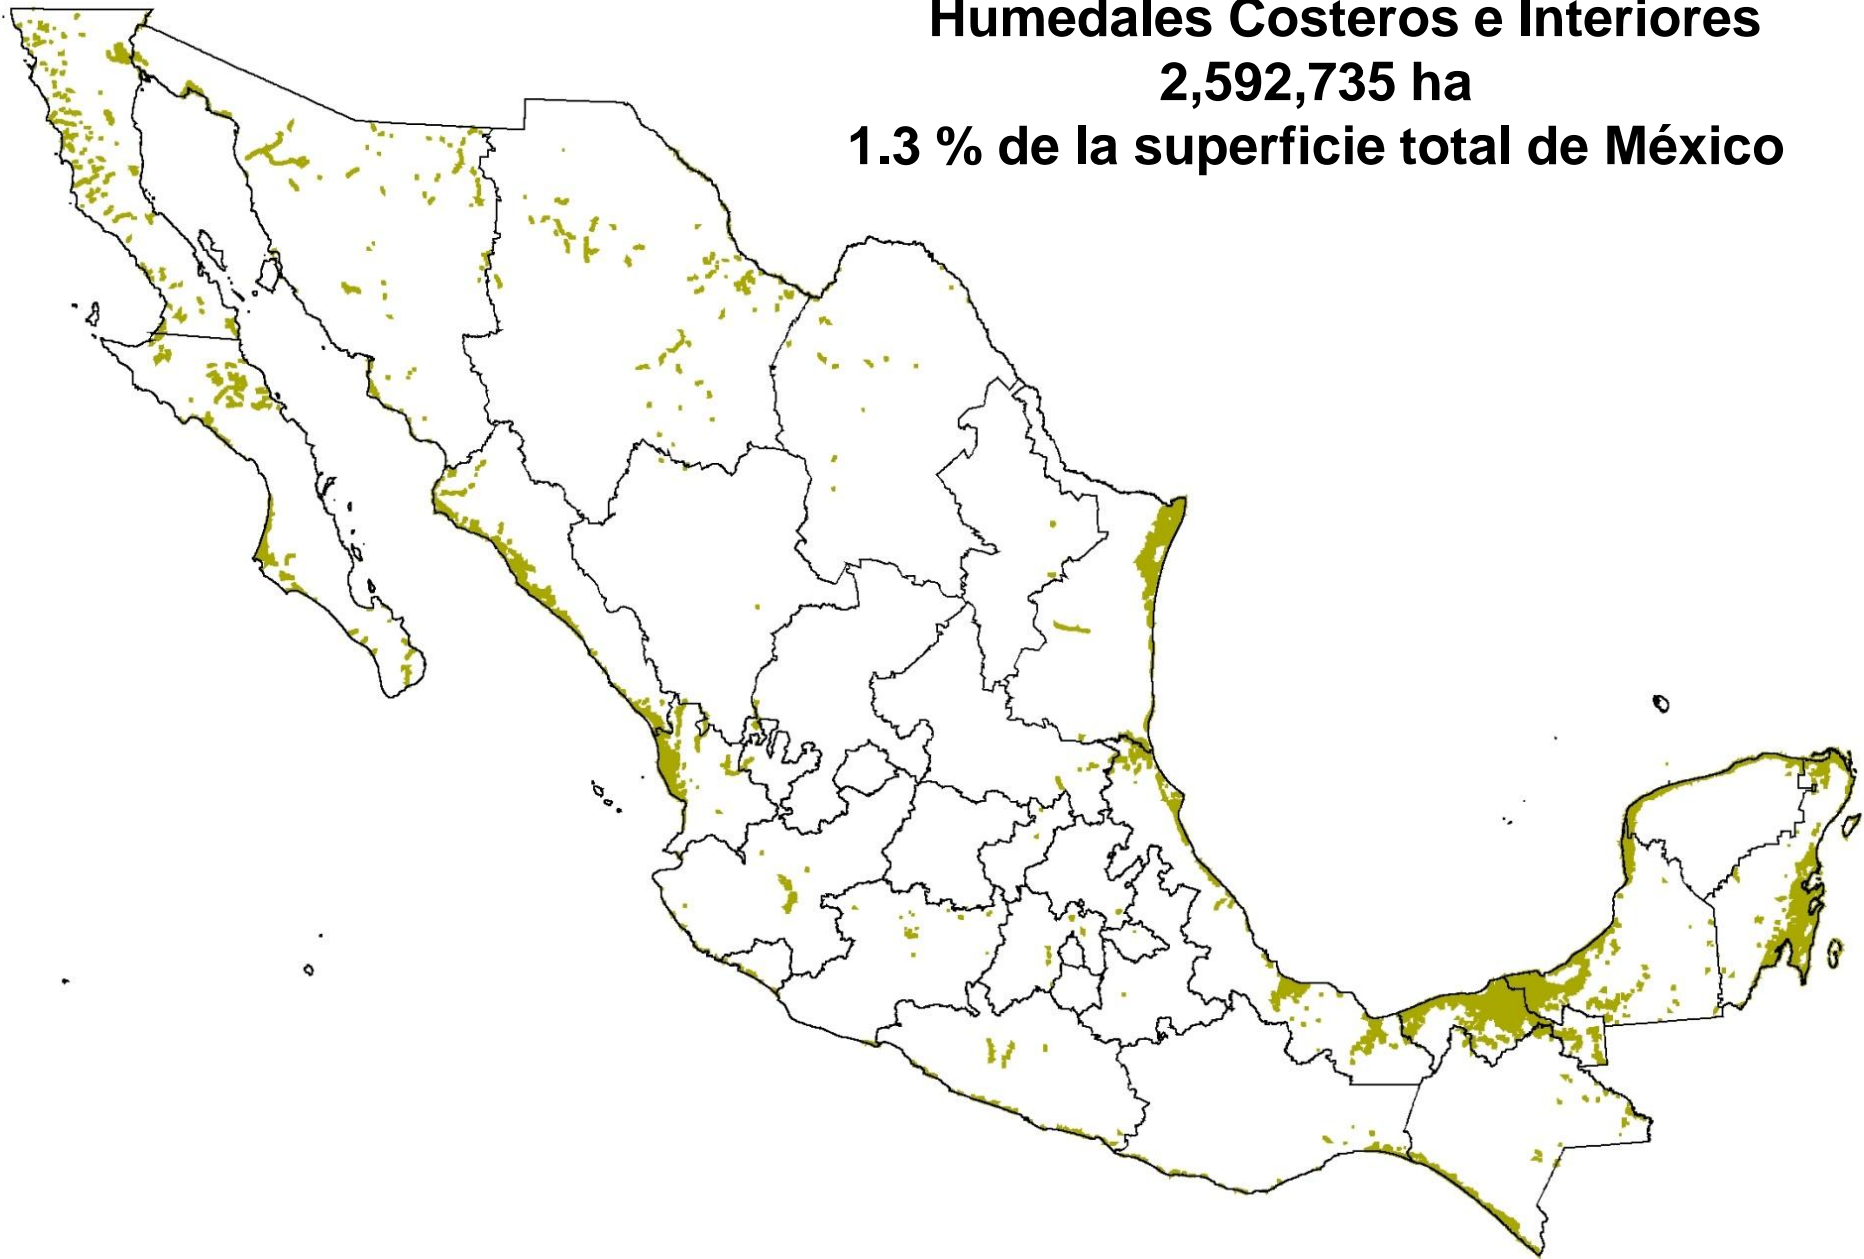 Humedales Costeros e Interiores
2,592,735 ha
1.3 % de la superficie total de México